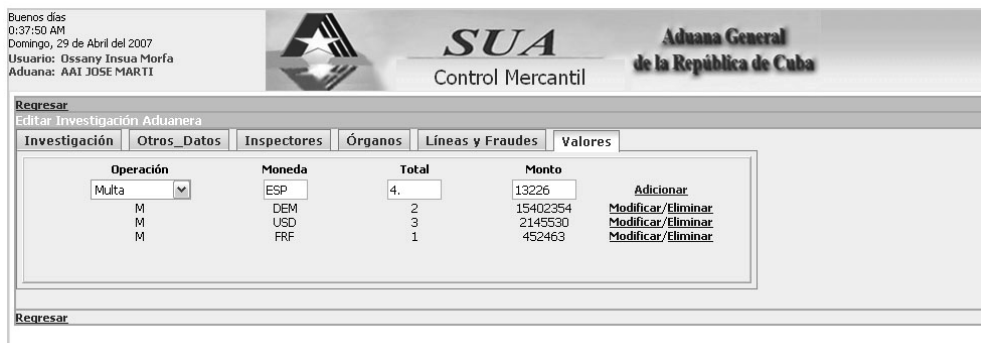 Buenos días
0:37:50 AM
Domingo, 29 de Abril del 2007
Usuario: Ossany Insua Morfa
Aduana: AAI JOSE MARTI
SUA
Control Mercantil
Aduana General
de la República de Cuba
Regresar
Editar Investigación Aduanera
Investigación Otros_Datos Inspectores Órganos Líneas y Fraudes Valores
Operación Moneda Total Monto
Multa ESP 4. 13226 Adicionar
M DEM 2 15402354 Modificar/Eliminar
M USD 3 2145530 Modificar/Eliminar
M FRF 1 452463 Modificar/Eliminar
Regresar